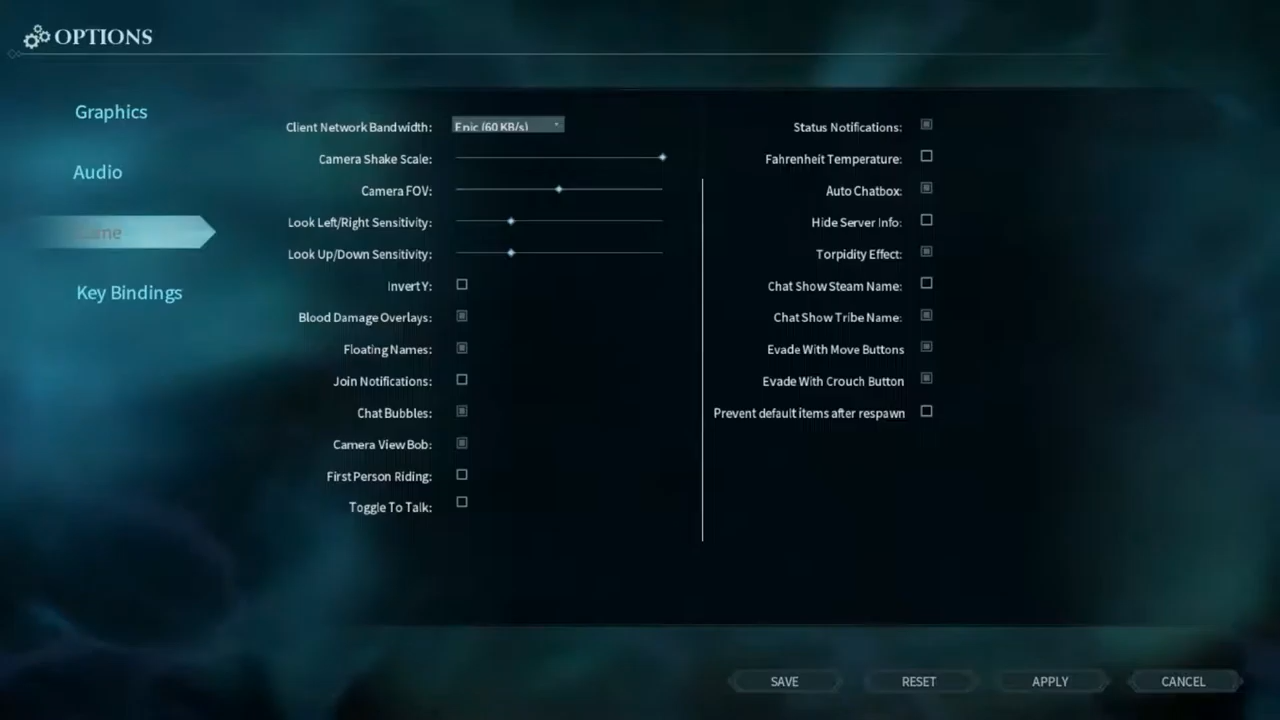 OPTIONS
Graphics
Audio
Game
Key Bindings
Client Network Bandwidth: Epic (60 KB/s)
Camera Shake Scale:
Camera FOV:
Look Left/Right Sensitivity:
Look Up/Down Sensitivity:
Invert Y:
Blood Damage Overlays:
Floating Names:
Join Notifications:
Chat Bubbles:
Camera View Bob:
First Person Riding:
Toggle To Talk:
Status Notifications:
Fahrenheit Temperature:
Auto Chatbox:
Hide Server Info:
Torpidity Effect:
Chat Show Steam Name:
Chat Show Tribe Name:
Evade With Move Buttons
Evade With Crouch Button
Prevent default items after respawn
SAVE
RESET
APPLY
CANCEL